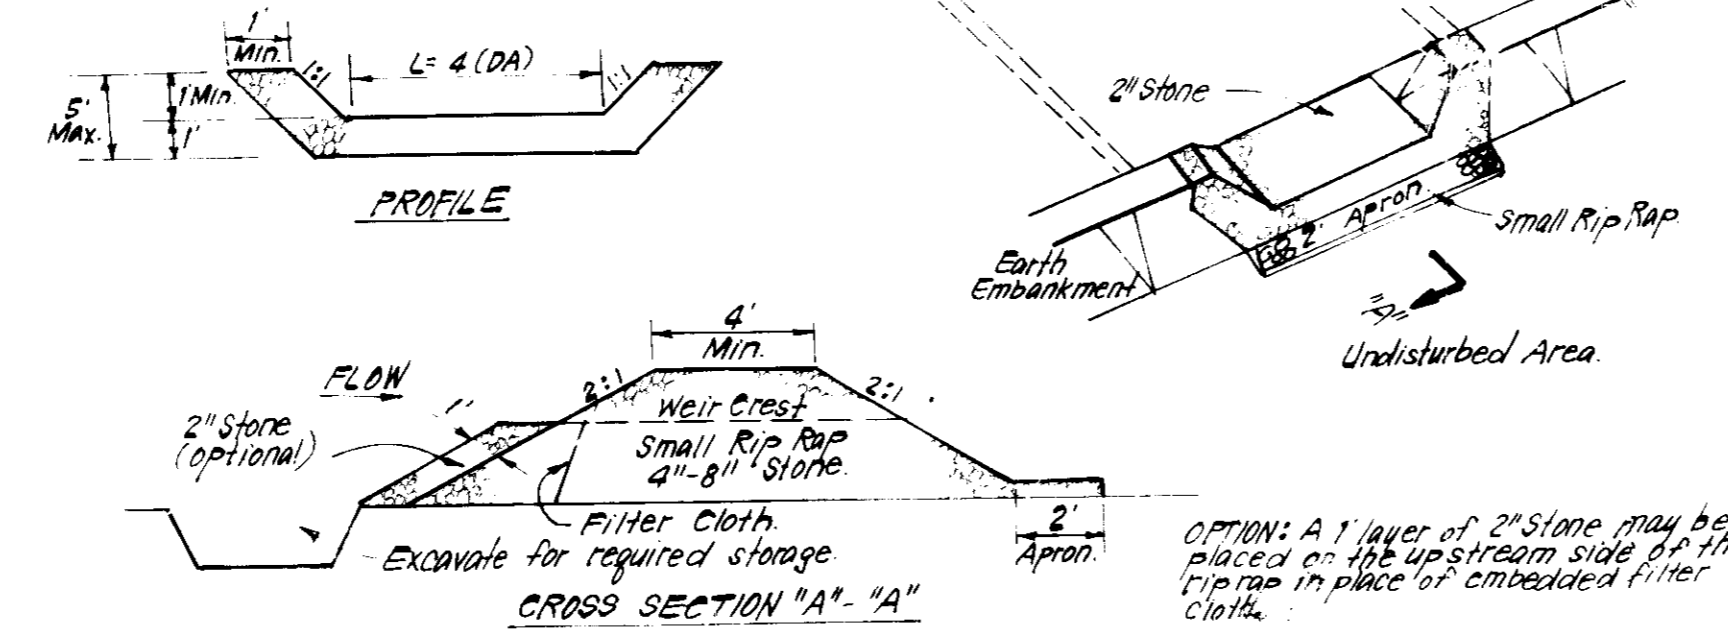 1'
Min.
1:1
L= 4 (DA)
1:1
5'
Max.
1' Min.
1'
PROFILE
2" Stone
Apron
2'
Small Rip Rap
Earth
Embankment
"A"
Undisturbed Area.
4'
Min.
FLOW
2:1
2:1
1'
2" Stone
(optional)
Weir Crest
Small Rip Rap
4"-8" Stone.
Filter Cloth.
Excavate for required storage.
2'
Apron.
CROSS SECTION "A"- "A"
OPTION: A 1' layer of 2" Stone may be
placed on the upstream side of th
riprap in place of embedded filter
cloth.